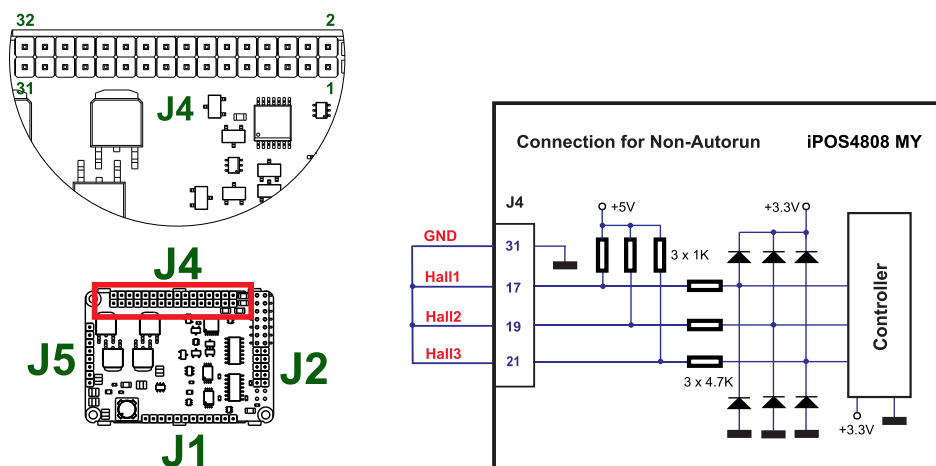 32 2
31 1
J4
J4
J5
J2
J1
Connection for Non-Autorun iPOS4808 MY
J4
+5V
+3.3V
GND
31
3 x 1K
Hall1
17
Hall2
19
Hall3
21
3 x 4.7K
Controller
+3.3V